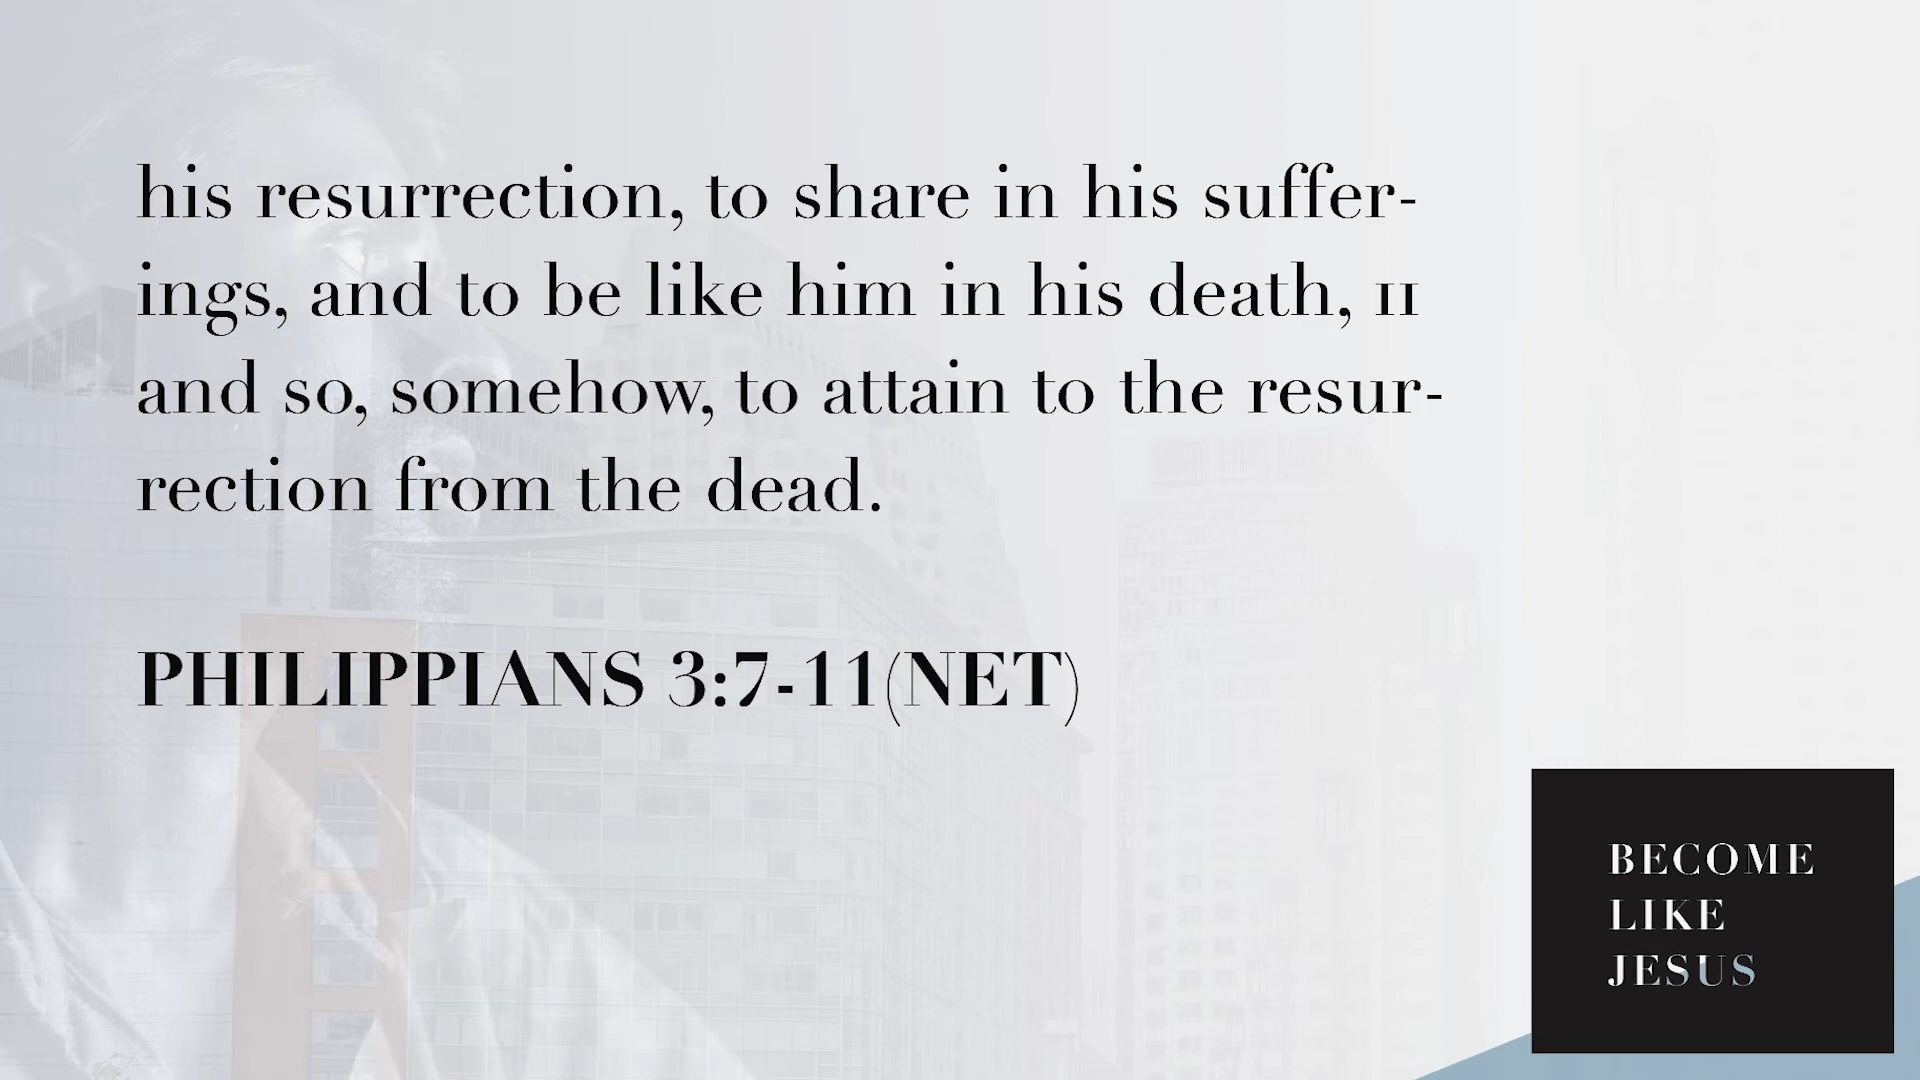 his resurrection, to share in his suffer-
ings, and to be like him in his death, 11
and so, somehow, to attain to the resur-
rection from the dead.
PHILIPPIANS 3:7-11(NET)
BECOME
LIKE
JESUS